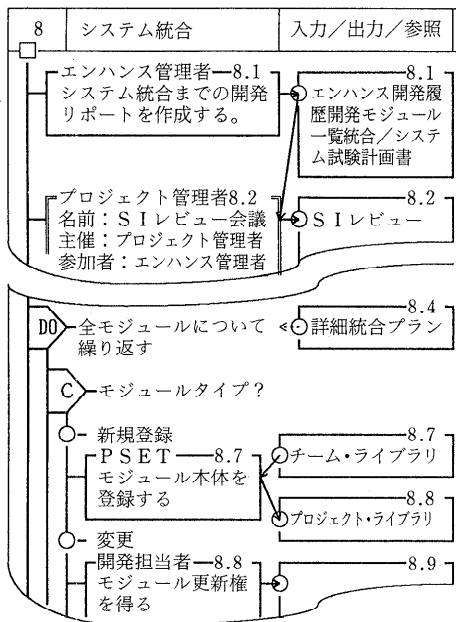 8 システム統合 入力／出力／参照
エンハンス管理者 8.1
システム統合までの開発
リポートを作成する。
8.1
エンハンス開発履
歴開発モジュール
一覧統合／システ
ム試験計画書
プロジェクト管理者8.2
名前：ＳＩレビュー会議
主催：プロジェクト管理者
参加者：エンハンス管理者
8.2
ＳＩレビュー
DO 全モジュールについて
繰り返す
8.4
詳細統合プラン
C モジュールタイプ？
新規登録
ＰＳＥＴ 8.7
モジュール本体を
登録する
8.7
チーム・ライブラリ
8.8
プロジェクト・ライブラリ
変更
開発担当者 8.8
モジュール更新権
を得る
8.9